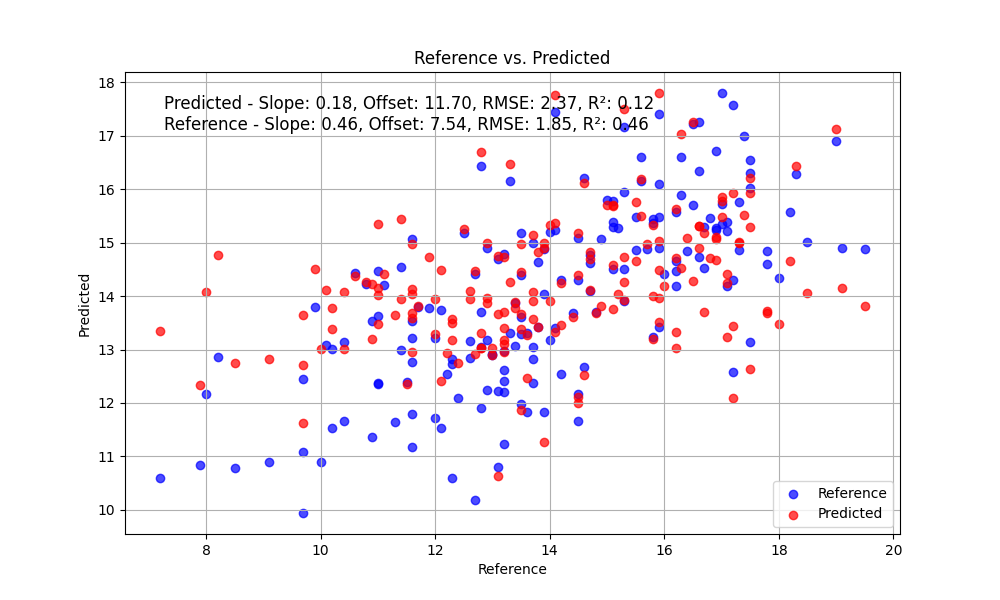 Reference vs. Predicted
Predicted - Slope: 0.18, Offset: 11.70, RMSE: 2.37, R²: 0.12
Reference - Slope: 0.46, Offset: 7.54, RMSE: 1.85, R²: 0.46
18
17
16
15
14
13
12
11
10
Predicted
Reference
Predicted
8
10
12
14
16
18
20
Reference